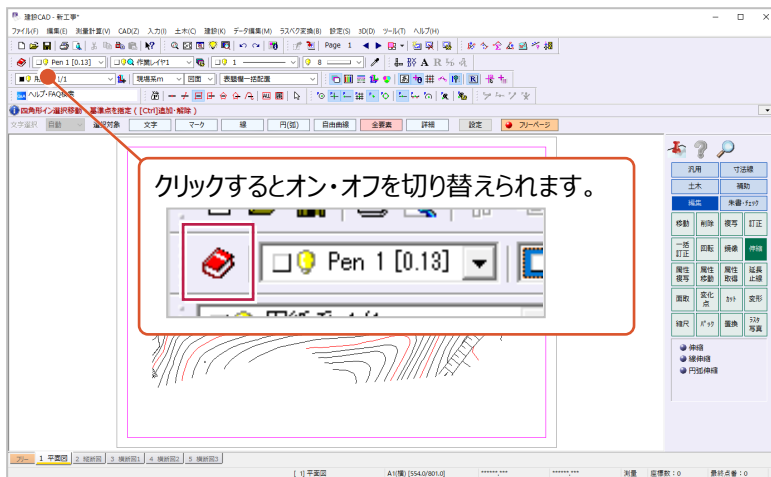 建設CAD - 新工事*
ファイル(F) 編集(E) 測量計算(V) CAD(Z) 入力(I) 土木(C) 建設(K) データ編集(M) ラスベク変換(B) 設定(S) 3D(D) ツール(T) ヘルプ(H)
Page 1
Pen 1 [0.13] 作業レイヤ1 1 8
1/1 現場系m 図面 表題欄一括配置
ヘルプ・FAQ検索
四角形イン選択移動 : 基準点を指定 ( [Ctrl]追加・解除 )
文字選択 自動 選択対象 文字 マーク 線 円(弧) 自由曲線 全要素 詳細 設定 フリーページ
クリックするとオン・オフを切り替えられます。
Pen 1 [0.13]
汎用 寸法線
土木 補助
編集 朱書・チェック
移動 削除 複写 訂正
一括訂正 回転 鏡像 伸縮
属性複写 属性移動 属性取得 延長止線
面取 変化点 カット 変形
縮尺 パック 置換 ラスタ写真
伸縮
線伸縮
円弧伸縮
フリー 1 平面図 2 縦断図 3 横断図1 4 横断図2 5 横断図3
[ 1] 平面図 A1(横) [554.0/801.0] ******.*** ******.*** 測量 座標数 : 0 最終点番 : 0